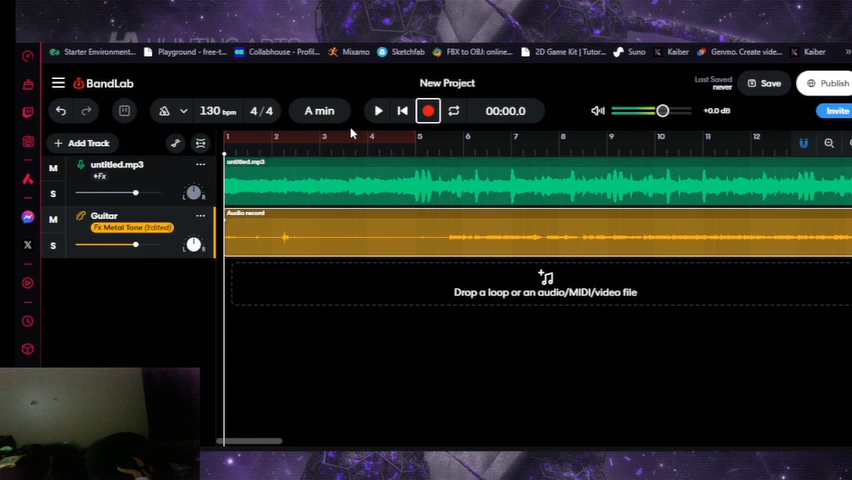 Starter Environment... Playground - free-t... Collabhouse - Profil... Mixamo Sketchfab FBX to OBJ: online... 2D Game Kit | Tutor... Suno Kaiber Genmo. Create vide... Kaiber »
BandLab New Project Last Saved never Save Publish
130 bpm 4/4 A min 00:00.0 +0.0 dB Invite
+ Add Track 1 2 3 4 5 6 7 8 9 10 11 12
M untitled.mp3 ... untitled.mp3
+Fx
S L R
M Guitar ... Audio record
Fx Metal Tone (Edited)
S L R
Drop a loop or an audio/MIDI/video file